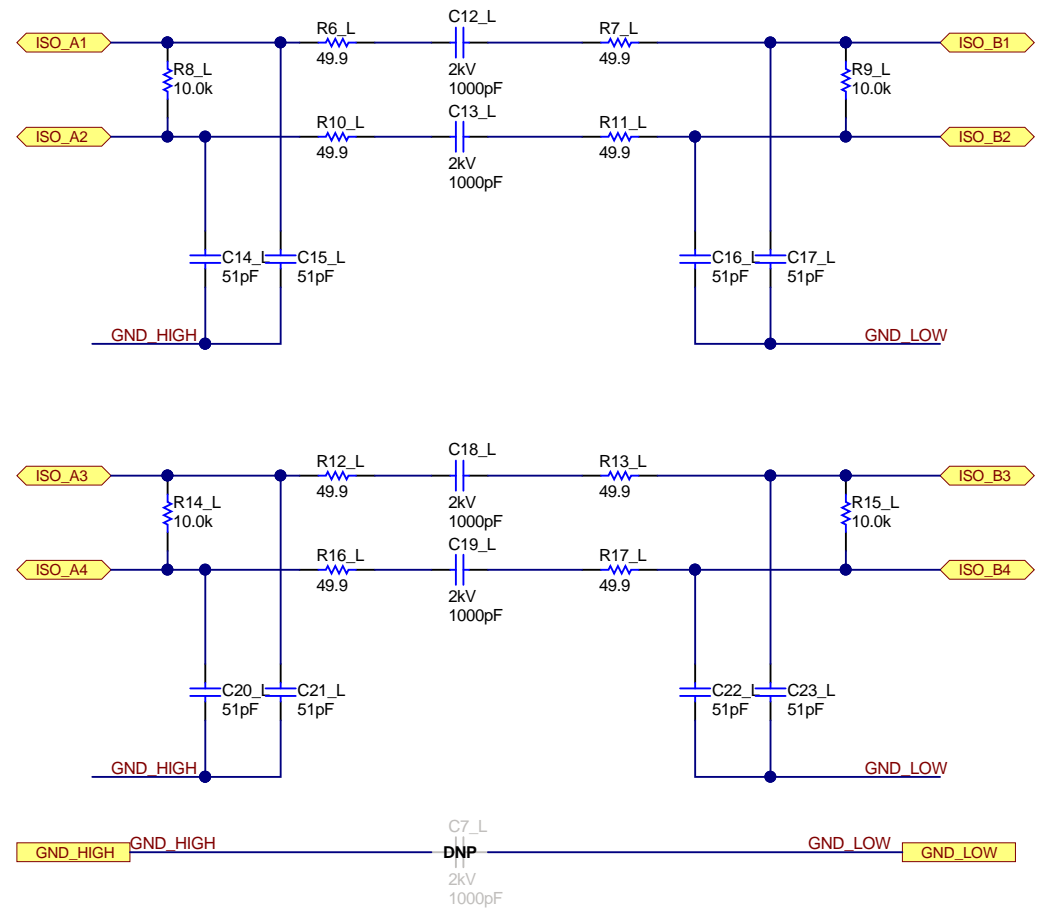 C12_L
R6_L
R7_L
ISO_A1
ISO_B1
49.9
2kV
49.9
R8_L
R9_L
1000pF
10.0k
10.0k
C13_L
R10_L
R11_L
ISO_A2
ISO_B2
49.9
2kV
49.9
1000pF
C14_L
C15_L
C16_L
C17_L
51pF
51pF
51pF
51pF
GND_HIGH
GND_LOW
C18_L
R12_L
R13_L
ISO_A3
ISO_B3
49.9
2kV
49.9
R14_L
R15_L
1000pF
10.0k
10.0k
C19_L
R16_L
R17_L
ISO_A4
ISO_B4
49.9
2kV
49.9
1000pF
C20_L
C21_L
C22_L
C23_L
51pF
51pF
51pF
51pF
GND_HIGH
GND_LOW
C7_L
GND_HIGH
GND_HIGH
DNP
GND_LOW
GND_LOW
2kV
1000pF